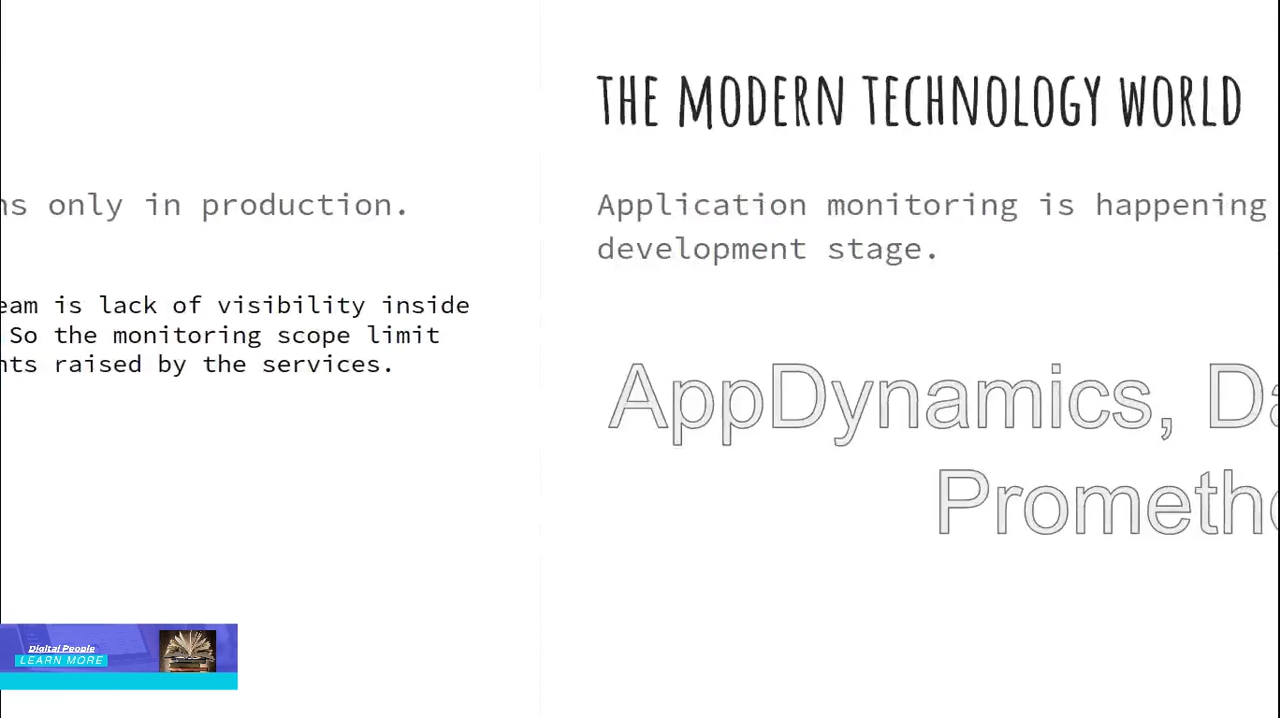 ns only in production.
eam is lack of visibility inside
So the monitoring scope limit
nts raised by the services.
THE MODERN TECHNOLOGY WORLD
Application monitoring is happening
development stage.
AppDynamics, Da
Prometh
Digital People
LEARN MORE